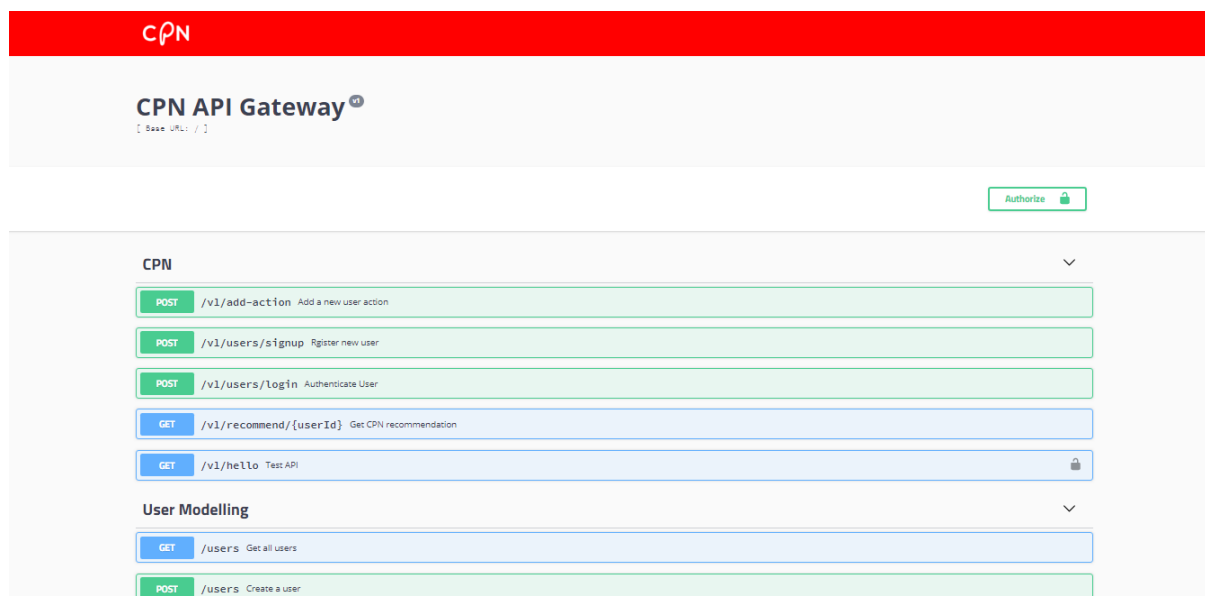 CPN
CPN API Gateway v1
[ Base URL: / ]
Authorize
CPN
POST /v1/add-action Add a new user action
POST /v1/users/signup Rgister new user
POST /v1/users/login Authenticate User
GET /v1/recommend/{userId} Get CPN recommendation
GET /v1/hello Test API
User Modelling
GET /users Get all users
POST /users Create a user